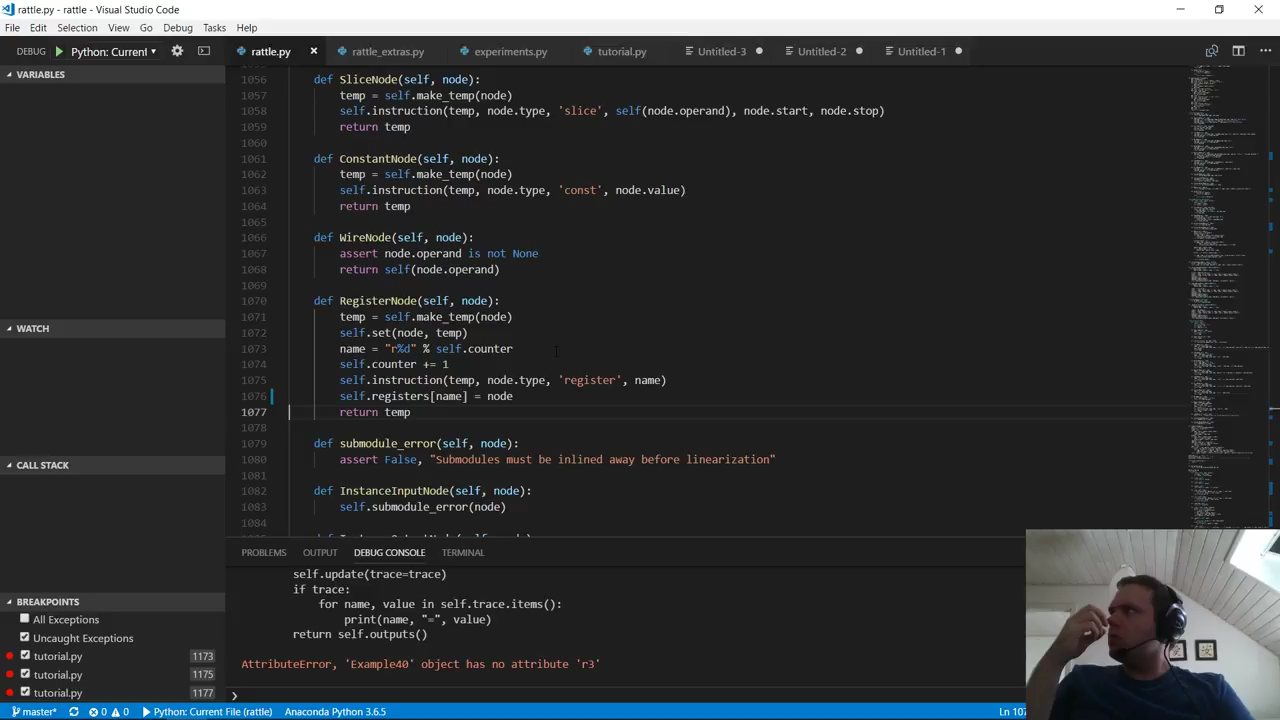 rattle.py - rattle - Visual Studio Code
File Edit Selection View Go Debug Tasks Help
DEBUG Python: Current rattle.py rattle_extras.py experiments.py tutorial.py Untitled-3 Untitled-2 Untitled-1
VARIABLES
1056 def SliceNode(self, node):
1057 temp = self.make_temp(node)
1058 self.instruction(temp, node.type, 'slice', self(node.operand), node.start, node.stop)
1059 return temp
1060
1061 def ConstantNode(self, node):
1062 temp = self.make_temp(node)
1063 self.instruction(temp, node.type, 'const', node.value)
1064 return temp
1065
1066 def WireNode(self, node):
1067 assert node.operand is not None
1068 return self(node.operand)
1069
1070 def RegisterNode(self, node):
1071 temp = self.make_temp(node)
1072 self.set(node, temp)
1073 name = "r%d" % self.counter
1074 self.counter += 1
1075 self.instruction(temp, node.type, 'register', name)
1076 self.registers[name] = node
1077 return temp
1078
1079 def submodule_error(self, node):
1080 assert False, "Submodules must be inlined away before linearization"
1081
1082 def InstanceInputNode(self, node):
1083 self.submodule_error(node)
1084
WATCH
CALL STACK
BREAKPOINTS
All Exceptions
Uncaught Exceptions
tutorial.py 1173
tutorial.py 1175
tutorial.py 1177
PROBLEMS OUTPUT DEBUG CONSOLE TERMINAL
self.update(trace=trace)
if trace:
for name, value in self.trace.items():
print(name, "=", value)
return self.outputs()
AttributeError, 'Example40' object has no attribute 'r3'
master* 0 0 Python: Current File (rattle) Anaconda Python 3.6.5